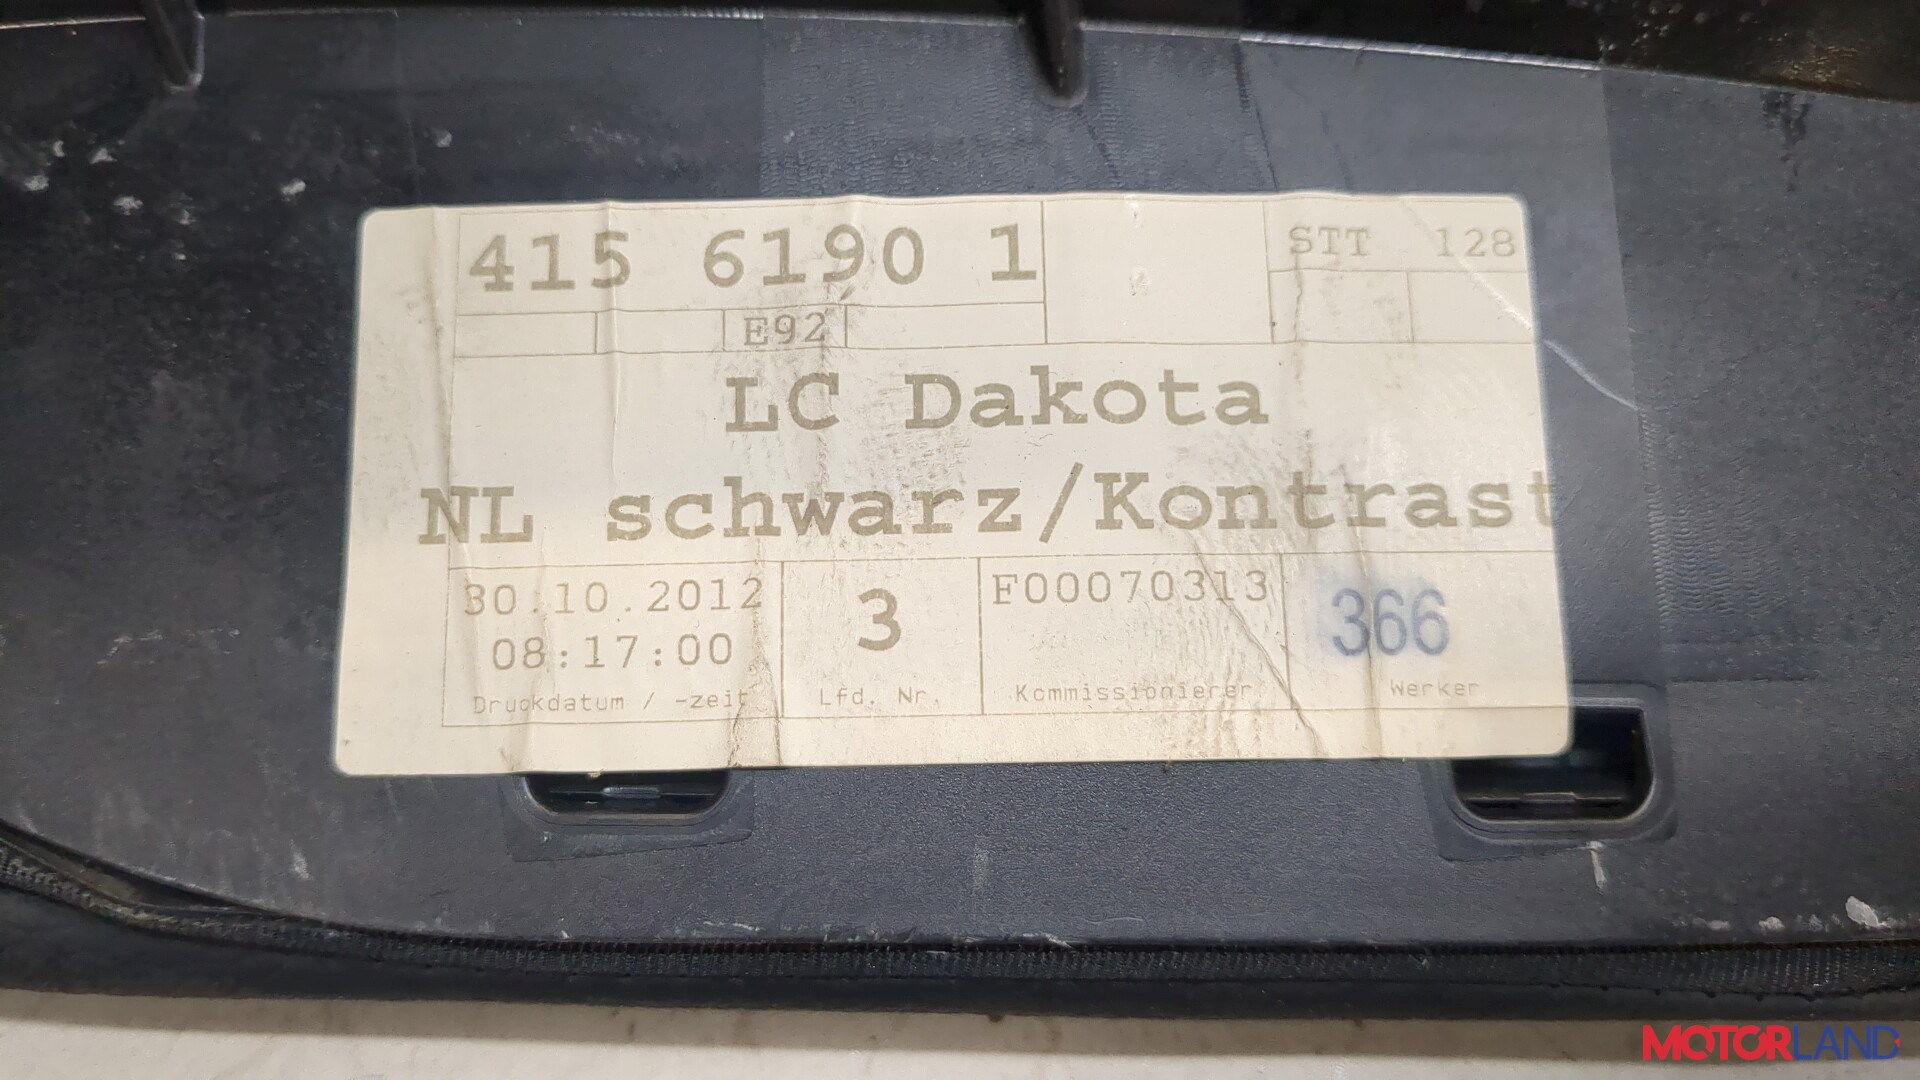 415 6190 1
STT 128
E92
LC Dakota
NL schwarz/Kontrast
30.10.2012
08:17:00
Druckdatum / -zeit
3
Lfd. Nr.
F00070313
Kommissionierer
366
Werker
MOTORLAND